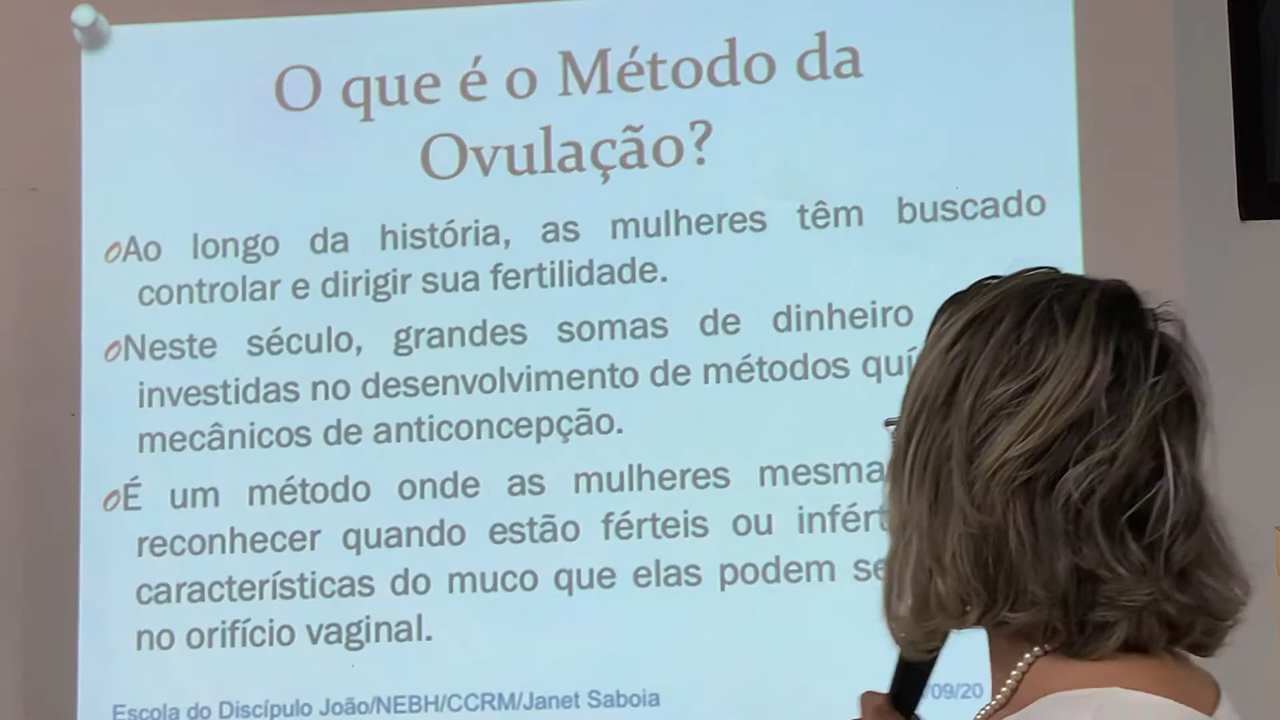 O que é o Método da
Ovulação?
Ao longo da história, as mulheres têm buscado
controlar e dirigir sua fertilidade.
Neste século, grandes somas de dinheiro
investidas no desenvolvimento de métodos
mecânicos de anticoncepção.
É um método onde as mulheres
reconhecer quando estão férteis ou
características do muco que elas podem
no orifício vaginal.
Escola do Discípulo João/NEBH/CCRM/Janet Saboia /09/20